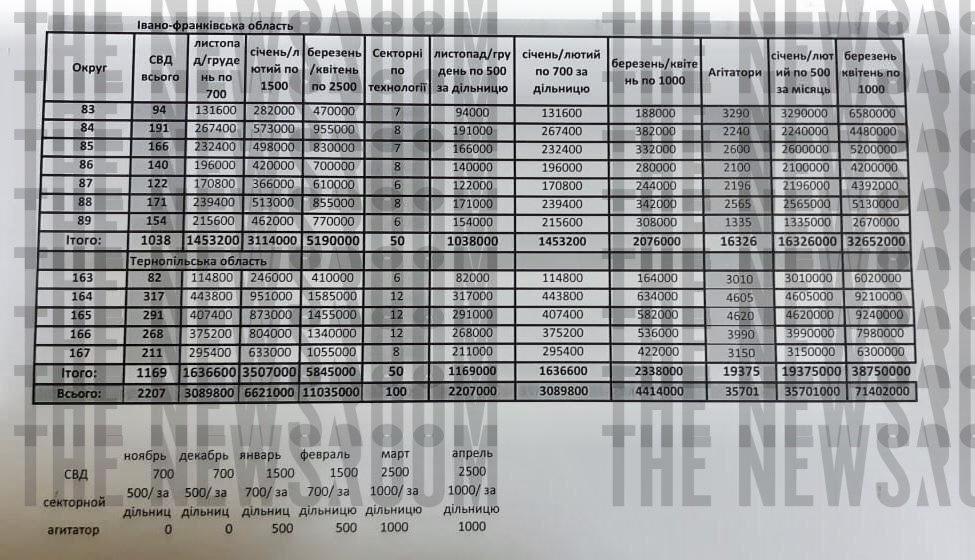 THE NEWSROOM THE NEWSROOM
Івано-франківська область
Округ СВД всього листопад/грудень по 700 січень/лютий по 1500 березень/квітень по 2500 Секторні по технології листопад/грудень по 500 за дільницю січень/лютий по 700 за дільницю березень/квітень по 1000 Агітатори січень/лютий по 500 за місяць березень квітень по 1000
83 94 131600 282000 470000 7 94000 131600 188000 3290 3290000 6580000
84 191 267400 573000 955000 8 191000 267400 382000 2240 2240000 4480000
85 166 232400 498000 830000 7 166000 232400 332000 2600 2600000 5200000
86 140 196000 420000 700000 8 140000 196000 280000 2100 2100000 4200000
87 122 170800 366000 610000 6 122000 170800 244000 2196 2196000 4392000
88 171 239400 513000 855000 8 171000 239400 342000 2565 2565000 5130000
89 154 215600 462000 770000 6 154000 215600 308000 1335 1335000 2670000
Ітого: 1038 1453200 3114000 5190000 50 1038000 1453200 2076000 16326 16326000 32652000
Тернопільська область
163 82 114800 246000 410000 6 82000 114800 164000 3010 3010000 6020000
164 317 443800 951000 1585000 12 317000 443800 634000 4605 4605000 9210000
165 291 407400 873000 1455000 12 291000 407400 582000 4620 4620000 9240000
166 268 375200 804000 1340000 12 268000 375200 536000 3990 3990000 7980000
167 211 295400 633000 1055000 8 211000 295400 422000 3150 3150000 6300000
Ітого: 1169 1636600 3507000 5845000 50 1169000 1636600 2338000 19375 19375000 38750000
Всього: 2207 3089800 6621000 11035000 100 2207000 3089800 4414000 35701 35701000 71402000
ноябрь декабрь январь февраль март апрель
СВД 700 700 1500 1500 2500 2500
секторной 500/ за дільниц 500/ за дільниц 700/ за дільниц 700/ за дільницю 1000/ за дільницю 1000/ за дільницю
агитатор 0 0 500 500 1000 1000